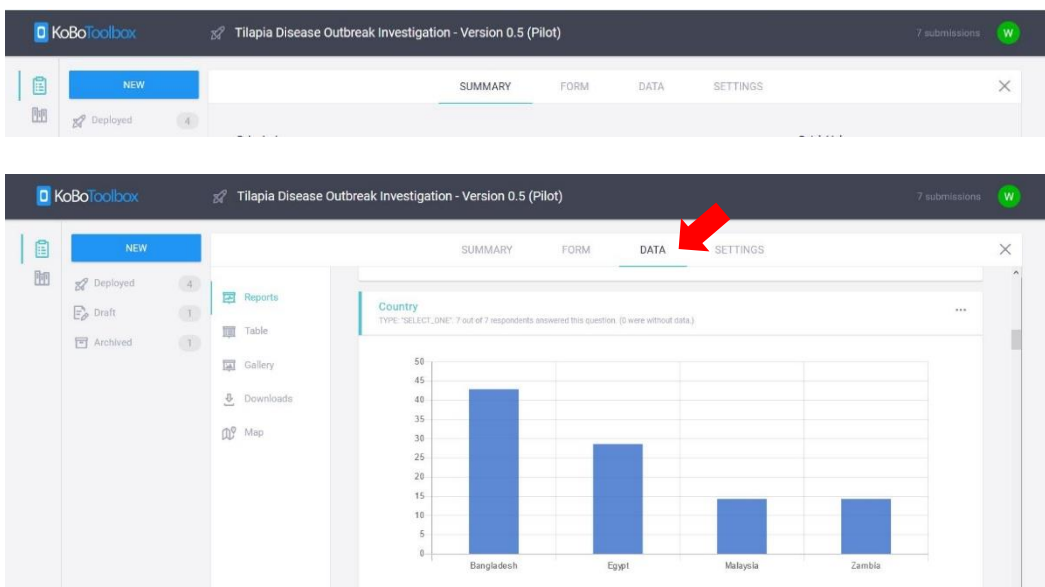 KoBoToolbox Tilapia Disease Outbreak Investigation - Version 0.5 (Pilot) 7 submissions W
NEW SUMMARY FORM DATA SETTINGS
Deployed 4
KoBoToolbox Tilapia Disease Outbreak Investigation - Version 0.5 (Pilot) 7 submissions W
NEW SUMMARY FORM DATA SETTINGS
Deployed 4
Draft 1
Archived 1
Reports
Table
Gallery
Downloads
Map
Country
TYPE: "SELECT_ONE". 7 out of 7 respondents answered this question. (0 were without data.)
50
45
40
35
30
25
20
15
10
5
0
Bangladesh Egypt Malaysia Zambia